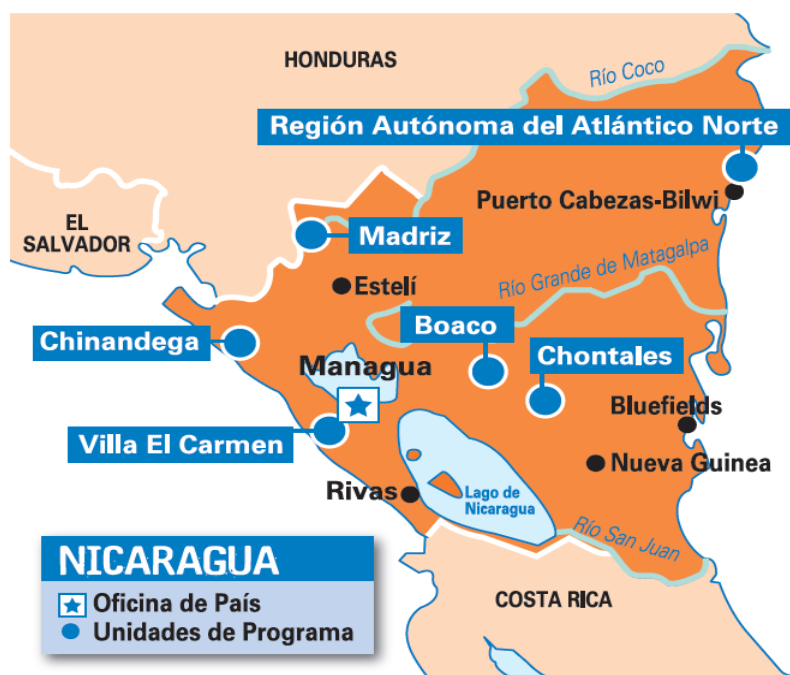 HONDURAS
Río Coco
Región Autónoma del Atlántico Norte
Puerto Cabezas-Bilwi
EL
SALVADOR
Madriz
Estelí
Río Grande de Matagalpa
Boaco
Chinandega
Managua
Chontales
Bluefields
Villa El Carmen
Nueva Guinea
Rivas
Lago de
Nicaragua
Río San Juan
NICARAGUA
Oficina de País
Unidades de Programa
COSTA RICA